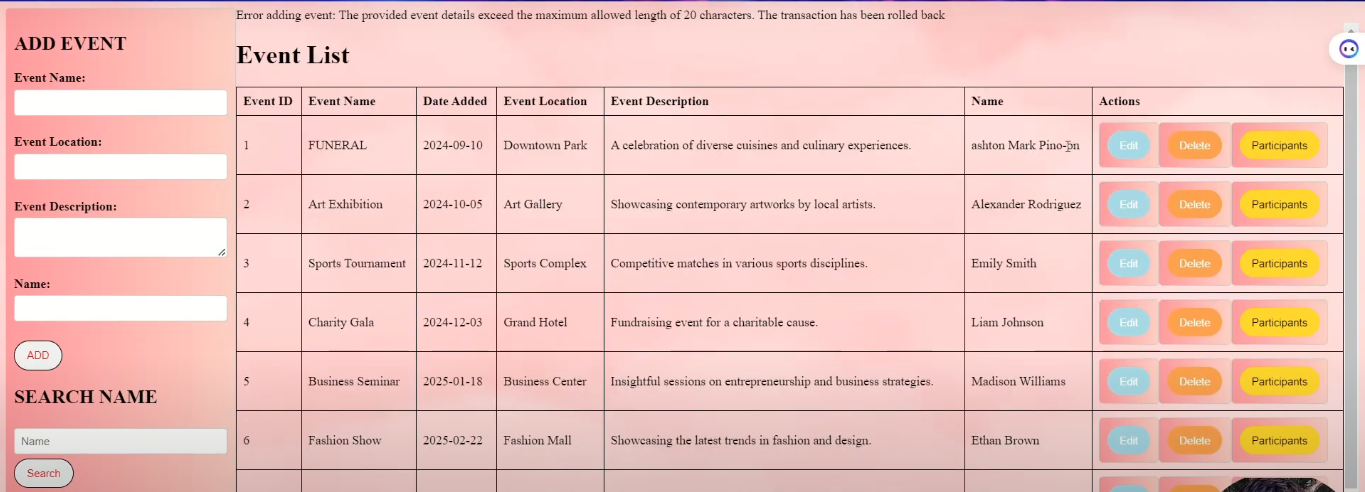 Error adding event: The provided event details exceed the maximum allowed length of 20 characters. The transaction has been rolled back
ADD EVENT
Event Name:
Event Location:
Event Description:
Name:
ADD
SEARCH NAME
Name
Search
Event List
Event ID Event Name Date Added Event Location Event Description Name Actions
1 FUNERAL 2024-09-10 Downtown Park A celebration of diverse cuisines and culinary experiences. ashton Mark Edit Delete Participants
2 Art Exhibition 2024-10-05 Art Gallery Showcasing contemporary artworks by local artists. Alexander Rodriguez Edit Delete Participants
3 Sports Tournament 2024-11-12 Sports Complex Competitive matches in various sports disciplines. Emily Smith Edit Delete Participants
4 Charity Gala 2024-12-03 Grand Hotel Fundraising event for a charitable cause. Liam Johnson Edit Delete Participants
5 Business Seminar 2025-01-18 Business Center Insightful sessions on entrepreneurship and business strategies. Madison Williams Edit Delete Participants
6 Fashion Show 2025-02-22 Fashion Mall Showcasing the latest trends in fashion and design. Ethan Brown Edit Delete Participants